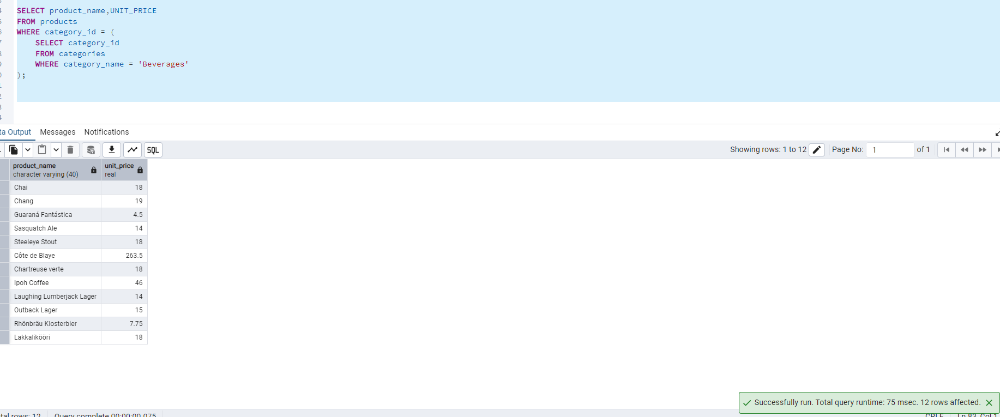 SELECT product_name,UNIT_PRICE
FROM products
WHERE category_id = (
SELECT category_id
FROM categories
WHERE category_name = 'Beverages'
);
ta Output Messages Notifications
SQL Showing rows: 1 to 12 Page No: 1 of 1
product_name unit_price
character varying (40) real
Chai 18
Chang 19
Guaraná Fantástica 4.5
Sasquatch Ale 14
Steeleye Stout 18
Côte de Blaye 263.5
Chartreuse verte 18
Ipoh Coffee 46
Laughing Lumberjack Lager 14
Outback Lager 15
Rhönbräu Klosterbier 7.75
Lakkalikööri 18
Successfully run. Total query runtime: 75 msec. 12 rows affected.
tal rows: 12 Query complete 00:00:00.075 CRLF Ln 83, Col 1